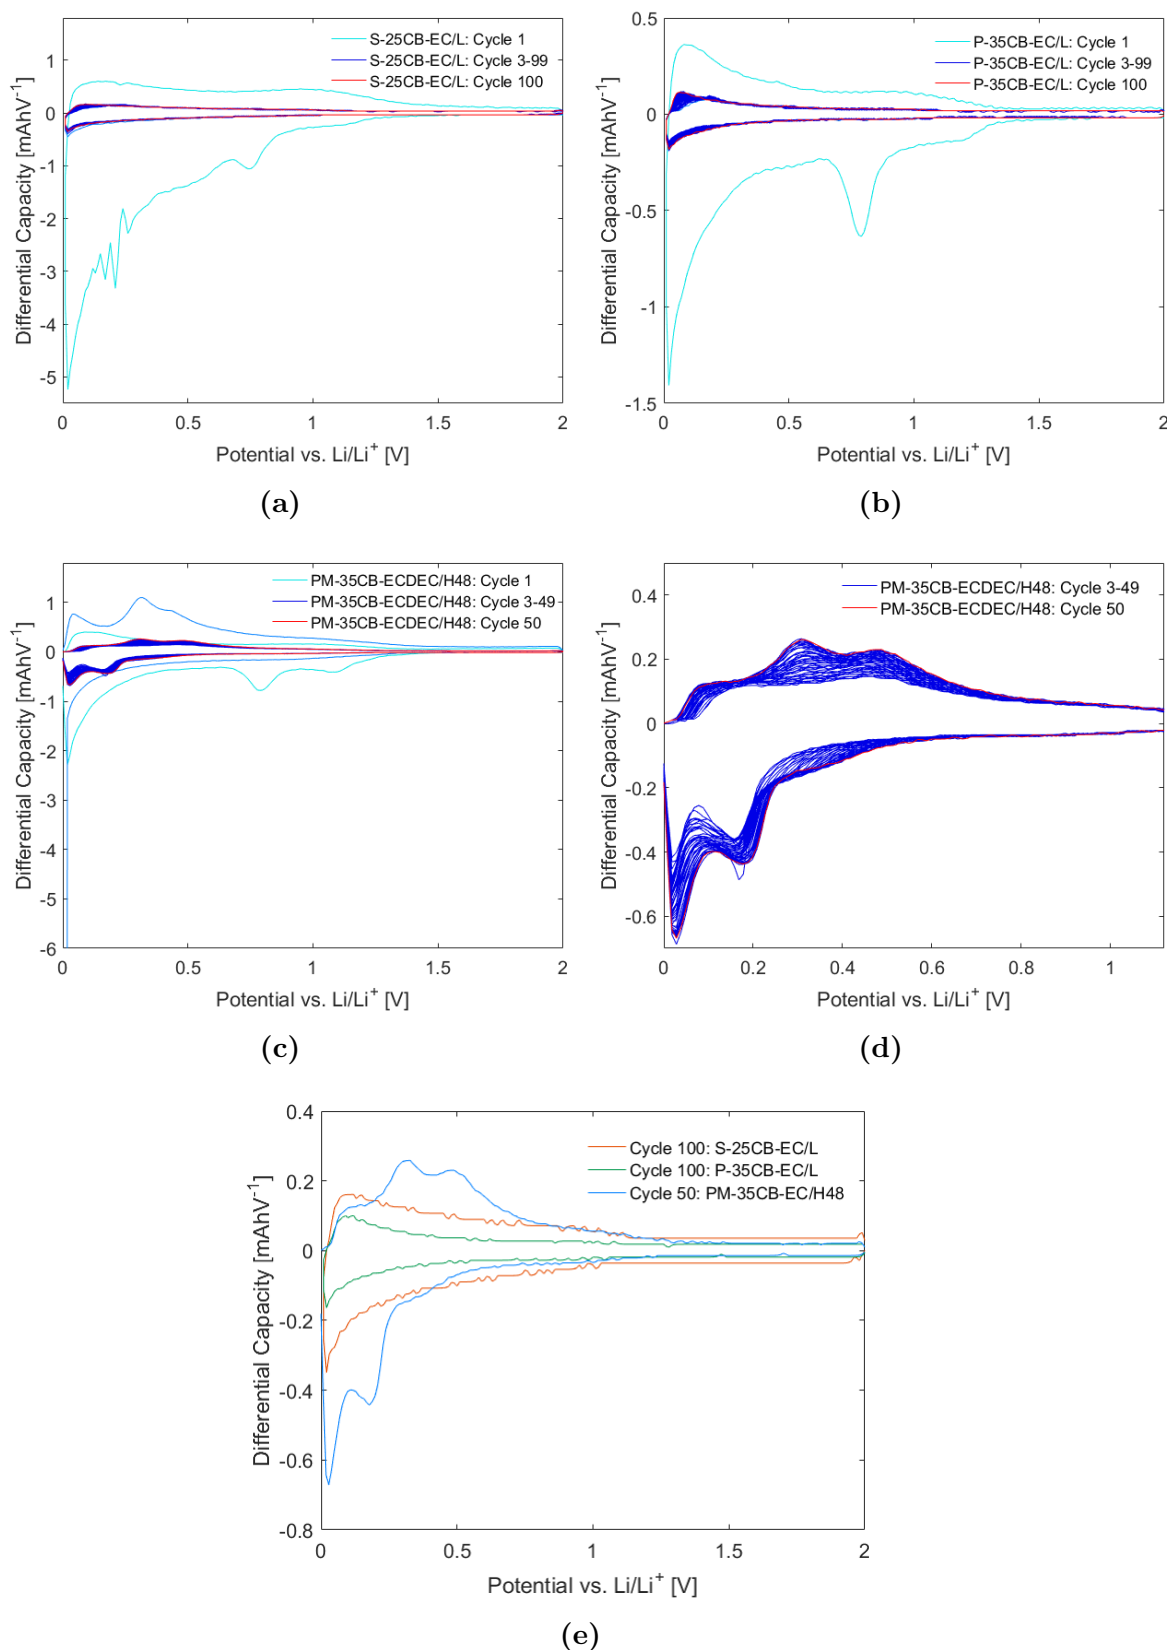 S-25CB-EC/L: Cycle 1
S-25CB-EC/L: Cycle 3-99
S-25CB-EC/L: Cycle 100
1
0
-1
-2
-3
-4
-5
0
0.5
1
1.5
2
Differential Capacity [mAhV⁻¹]
Potential vs. Li/Li⁺ [V]
(a)
P-35CB-EC/L: Cycle 1
P-35CB-EC/L: Cycle 3-99
P-35CB-EC/L: Cycle 100
0.5
0
-0.5
-1
-1.5
0
0.5
1
1.5
2
Differential Capacity [mAhV⁻¹]
Potential vs. Li/Li⁺ [V]
(b)
PM-35CB-ECDEC/H48: Cycle 1
PM-35CB-ECDEC/H48: Cycle 3-49
PM-35CB-ECDEC/H48: Cycle 50
1
0
-1
-2
-3
-4
-5
-6
0
0.5
1
1.5
2
Differential Capacity [mAhV⁻¹]
Potential vs. Li/Li⁺ [V]
(c)
PM-35CB-ECDEC/H48: Cycle 3-49
PM-35CB-ECDEC/H48: Cycle 50
0.4
0.2
0
-0.2
-0.4
-0.6
0
0.2
0.4
0.6
0.8
1
Differential Capacity [mAhV⁻¹]
Potential vs. Li/Li⁺ [V]
(d)
Cycle 100: S-25CB-EC/L
Cycle 100: P-35CB-EC/L
Cycle 50: PM-35CB-EC/H48
0.4
0.2
0
-0.2
-0.4
-0.6
-0.8
0
0.5
1
1.5
2
Differential Capacity [mAhV⁻¹]
Potential vs. Li/Li⁺ [V]
(e)